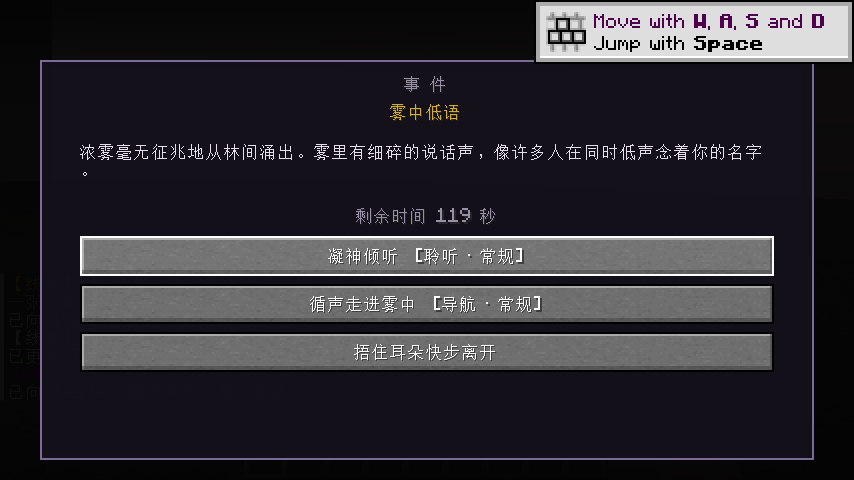 Move with W, A, S and D
Jump with Space
事 件
雾中低语
浓雾毫无征兆地从林间涌出。雾里有细碎的说话声，像许多人在同时低声念着你的名字
。
剩余时间 119 秒
凝神倾听 【聆听 · 常规】
循声走进雾中 【导航 · 常规】
捂住耳朵快步离开